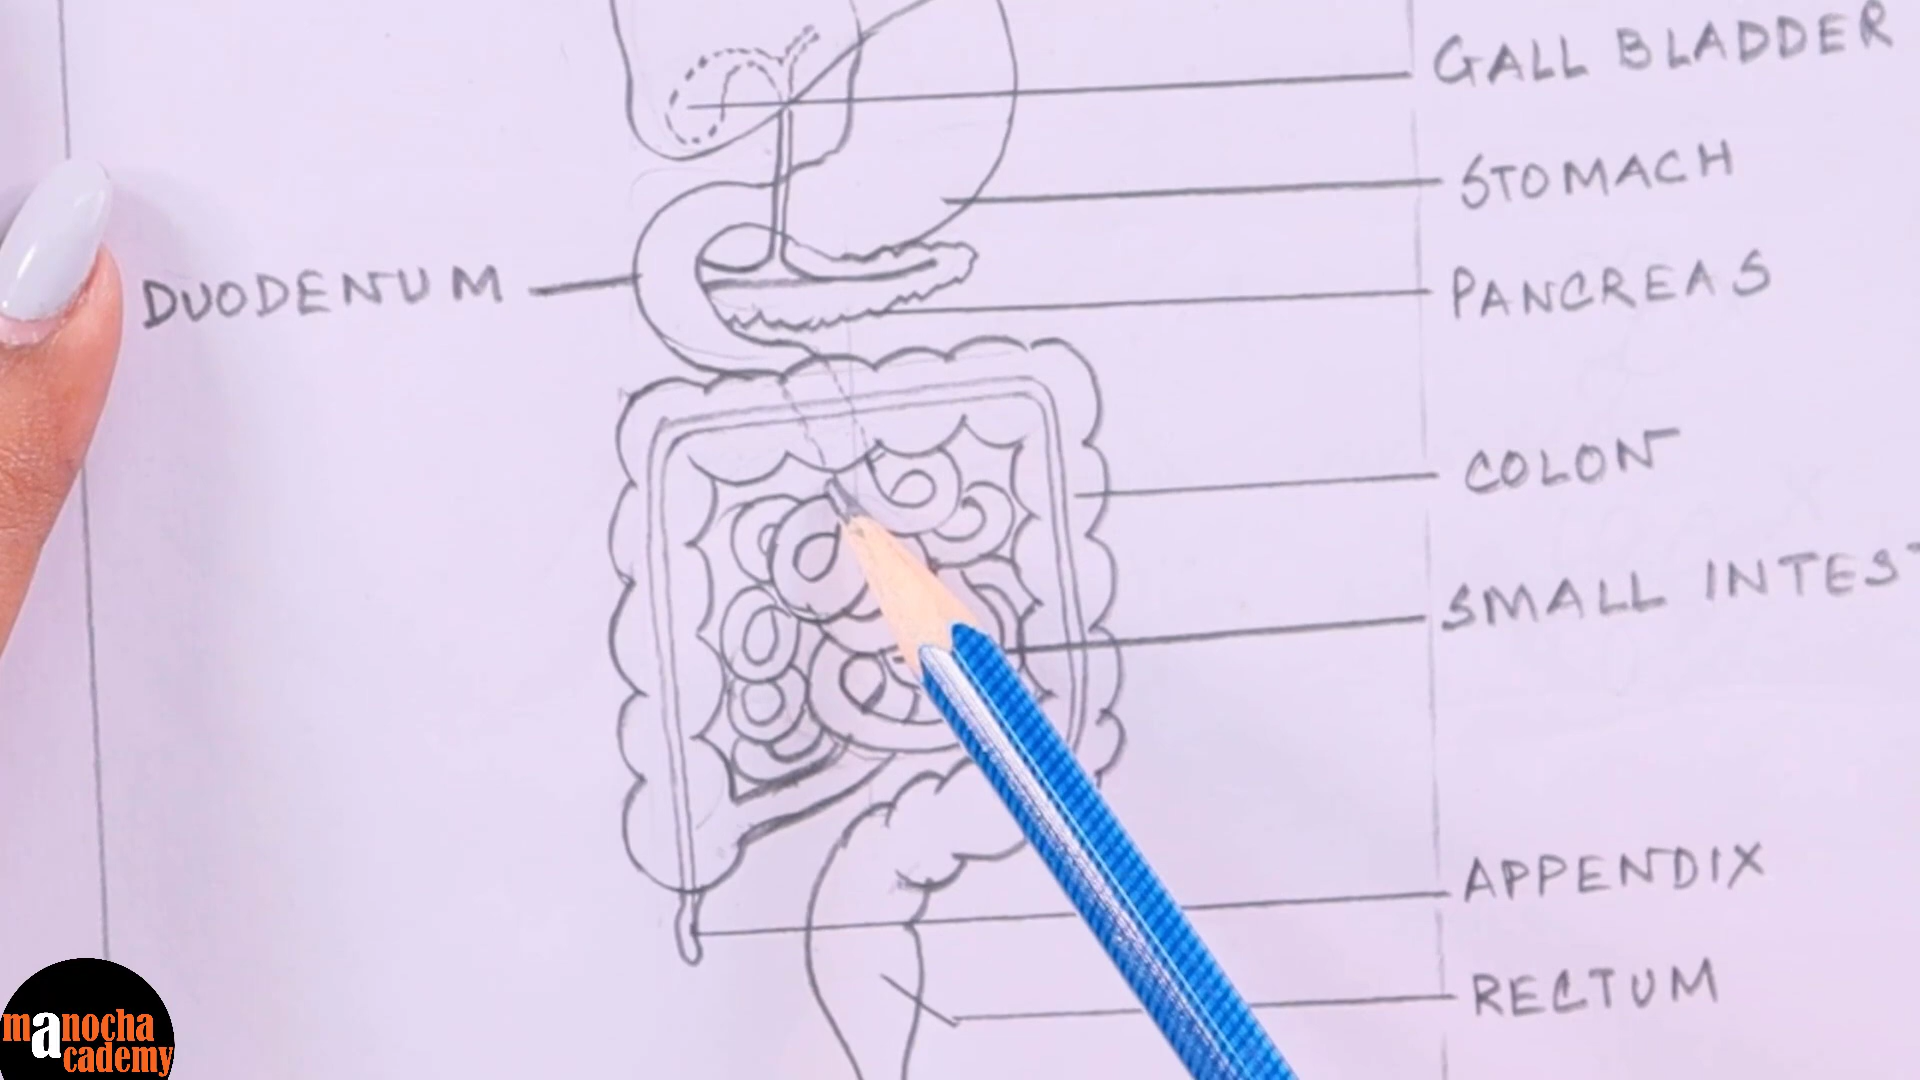 GALL BLADDER
STOMACH
DUODENUM
PANCREAS
COLON
SMALL INTEST
APPENDIX
RECTUM
manocha
academy